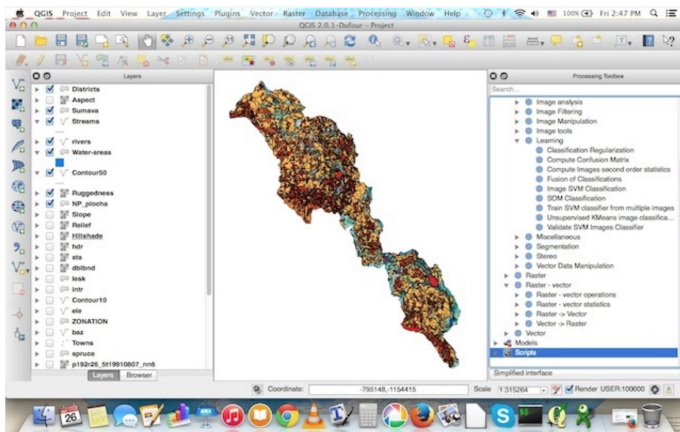 QGIS Project Edit View Layer Settings Plugins Vector Raster Database Processing Window Help 100% Fri 2:47 PM
QGIS 2.0.1- Dufour – Project
Layers
Districts
Aspect
Sumava
Streams
rivers
Water-areas
Contour50
Ruggedness
NP_plocha
Slope
Relief
Hillshade
hdr
sta
dblbnd
lesk
intr
Contour10
ele
ZONATION
baz
Towns
spruce
p192r26_5t19910807_nn6
Layers Browser
Processing Toolbox
Search...
Image analysis
Image Filtering
Image Manipulation
Image tools
Learning
Classification Regularization
Compute Confusion Matrix
Compute Images second order statistics
Fusion of Classifications
Image SVM Classification
SOM Classification
Train SVM classifier from multiple images
Unsupervised KMeans image classifica...
Validate SVM Images Classifier
Miscellaneous
Segmentation
Stereo
Vector Data Manipulation
Raster
Raster - vector
Raster - vector operations
Raster - vector statistics
Raster -> Vector
Vector -> Raster
Vector
Models
Scripts
Simplified interface
Coordinate: -795148,-1154415 Scale 1:315264 Render USER:100000
26